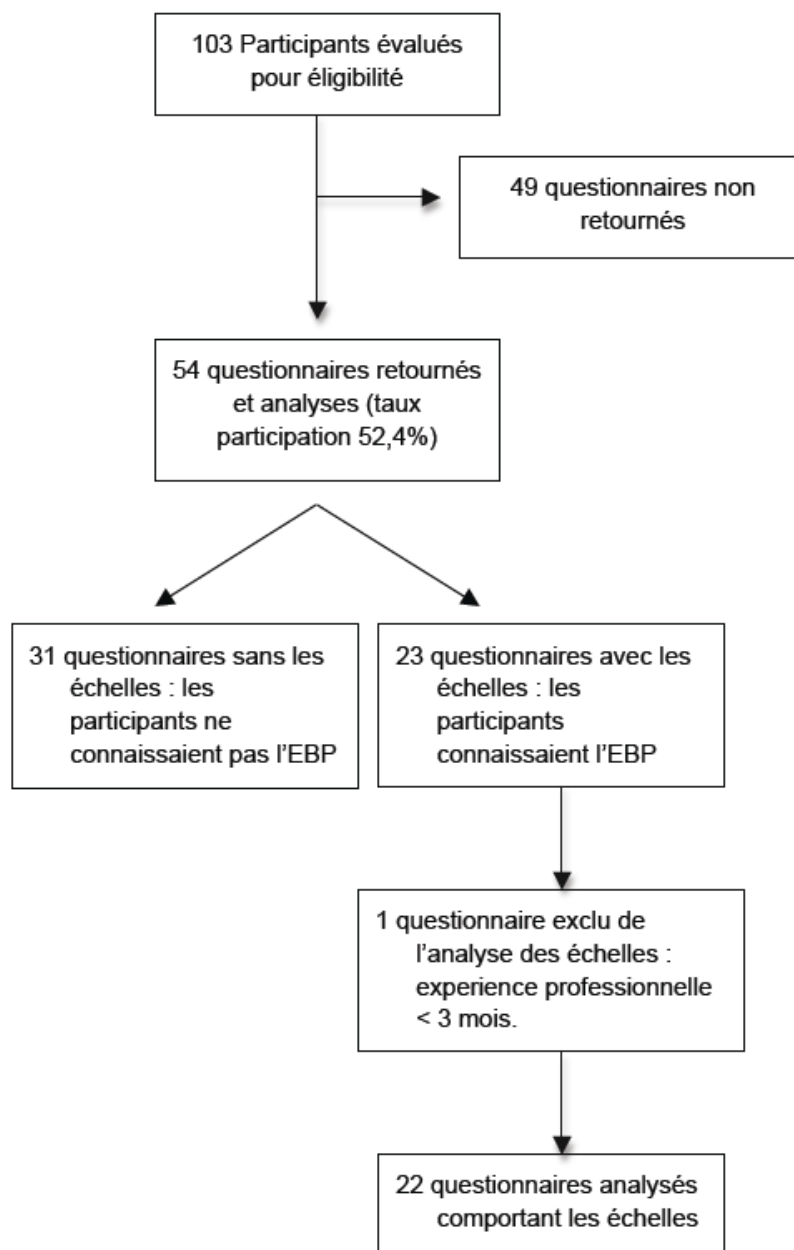 103 Participants évalués
pour éligibilité
49 questionnaires non
retournés
54 questionnaires retournés
et analyses (taux
participation 52,4%)
31 questionnaires sans les
échelles : les
participants ne
connaissaient pas l’EBP
23 questionnaires avec les
échelles : les
participants
connaissaient l’EBP
1 questionnaire exclu de
l’analyse des échelles :
experience professionnelle
< 3 mois.
22 questionnaires analysés
comportant les échelles